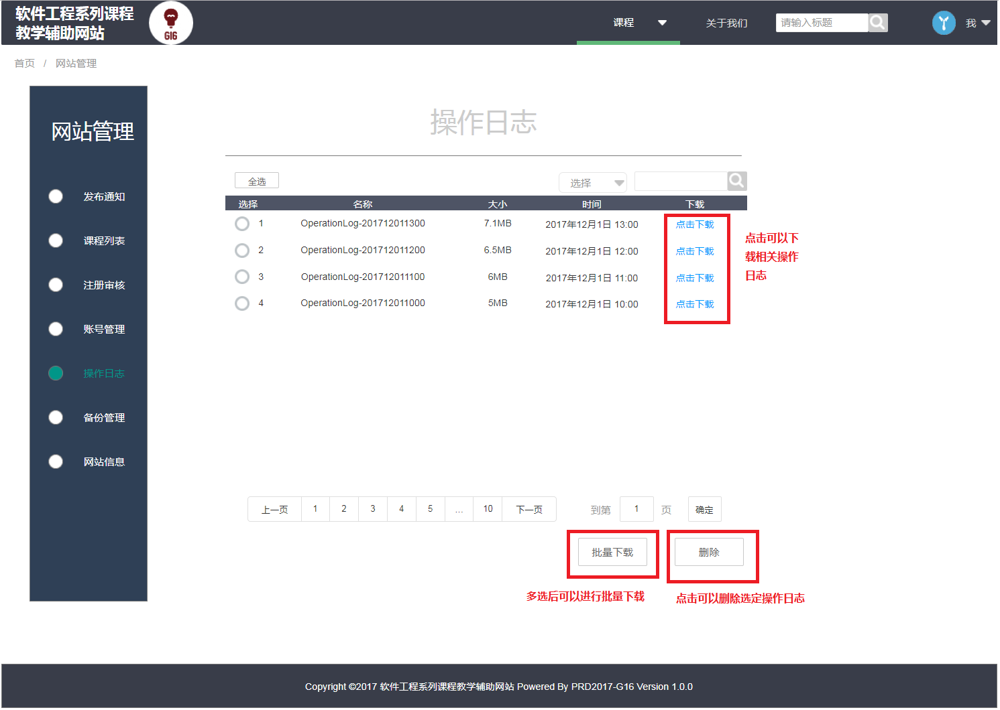 软件工程系列课程
教学辅助网站
G16
课程
关于我们
请输入标题
我
首页 / 网站管理
网站管理
发布通知
课程列表
注册审核
账号管理
操作日志
备份管理
网站信息
操作日志
全选
选择
选择 名称 大小 时间 下载
1 OperationLog-201712011300 7.1MB 2017年12月1日 13:00 点击下载
2 OperationLog-201712011200 6.5MB 2017年12月1日 12:00 点击下载
3 OperationLog-201712011100 6MB 2017年12月1日 11:00 点击下载
4 OperationLog-201712011000 5MB 2017年12月1日 10:00 点击下载
点击可以下
载相关操作
日志
上一页 1 2 3 4 5 ... 10 下一页 到第 1 页 确定
批量下载
删除
多选后可以进行批量下载
点击可以删除选定操作日志
Copyright ©2017 软件工程系列课程教学辅助网站 Powered By PRD2017-G16 Version 1.0.0